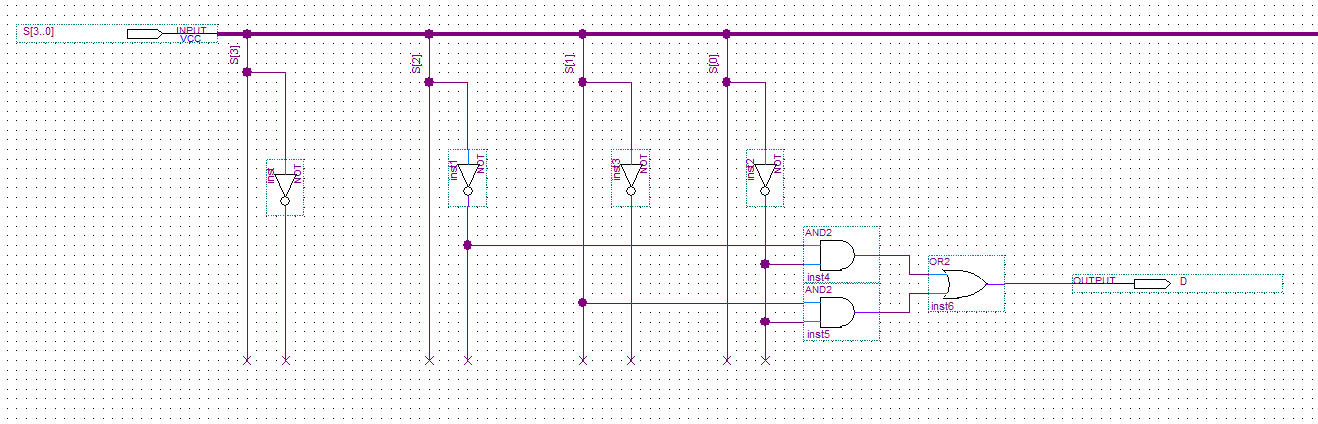 S[3..0]
INPUT
VCC
S[3]
S[2]
S[1]
S[0]
inst
NOT
inst1
NOT
inst3
NOT
inst2
NOT
AND2
inst4
AND2
inst5
OR2
inst6
OUTPUT
D